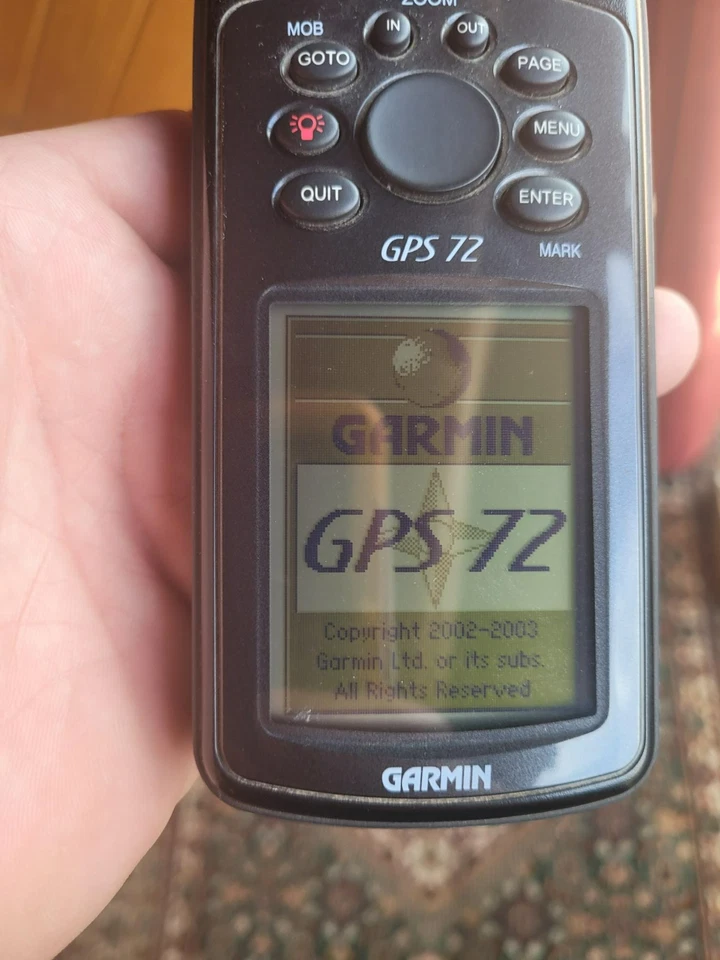 ZOOM
MOB
IN
OUT
GOTO
PAGE
MENU
QUIT
ENTER
GPS 72
MARK
GARMIN
GPS 72
Copyright 2002-2003
Garmin Ltd. or its subs.
All Rights Reserved
GARMIN